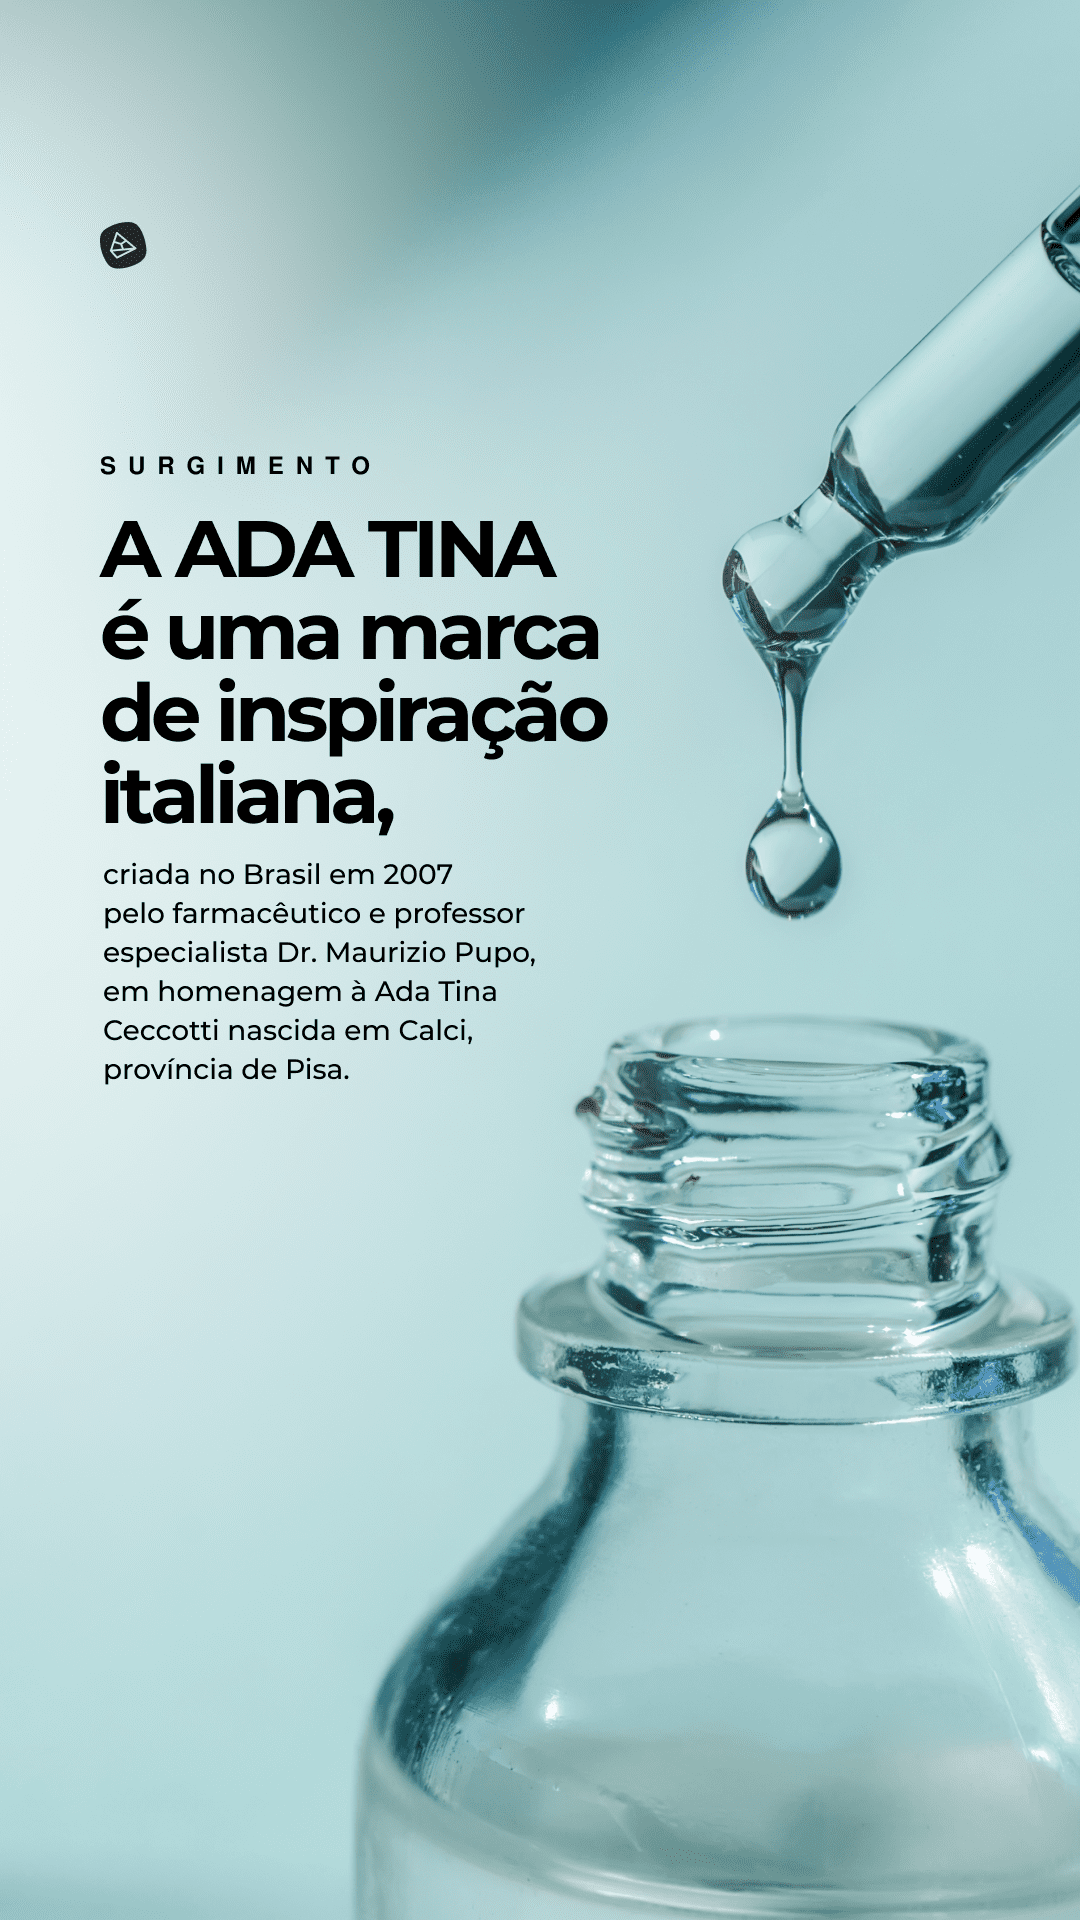 SURGIMENTO
A ADA TINA
é uma marca
de inspiração
italiana,
criada no Brasil em 2007
pelo farmacêutico e professor
especialista Dr. Maurizio Pupo,
em homenagem à Ada Tina
Ceccotti nascida em Calci,
província de Pisa.